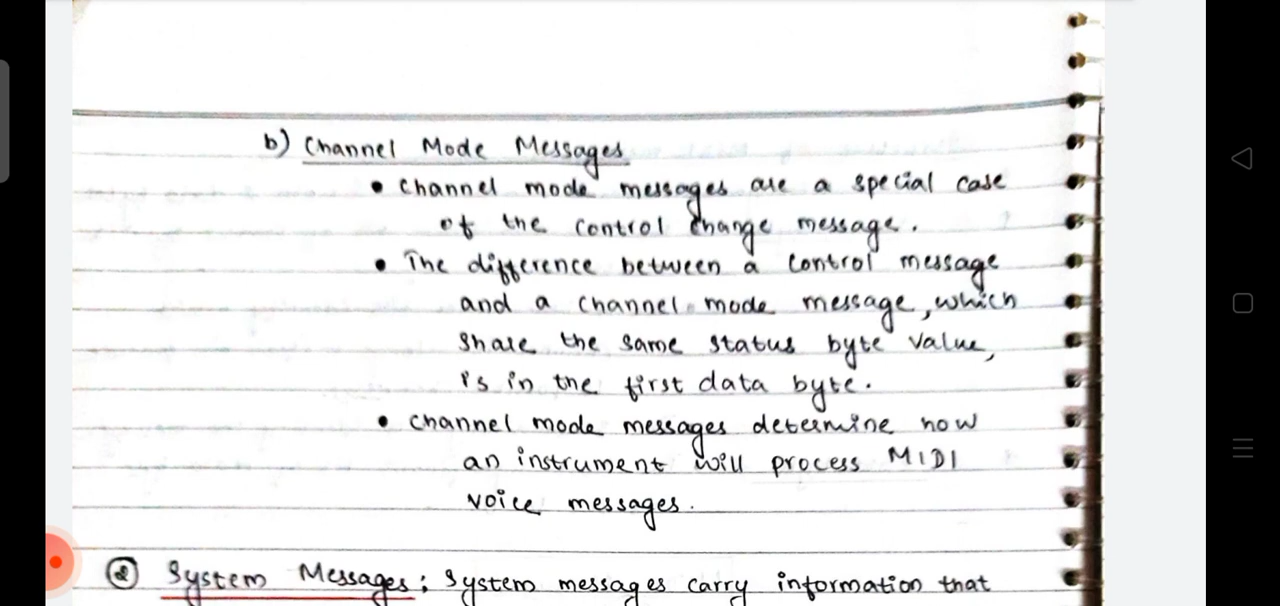 b) Channel Mode Messages
• Channel mode messages are a special case
of the control change message.
• The difference between a control message
and a channel mode message, which
share the same status byte value,
is in the first data byte.
• Channel mode messages determine how
an instrument will process MIDI
voice messages.
② System Messages : System messages carry information that